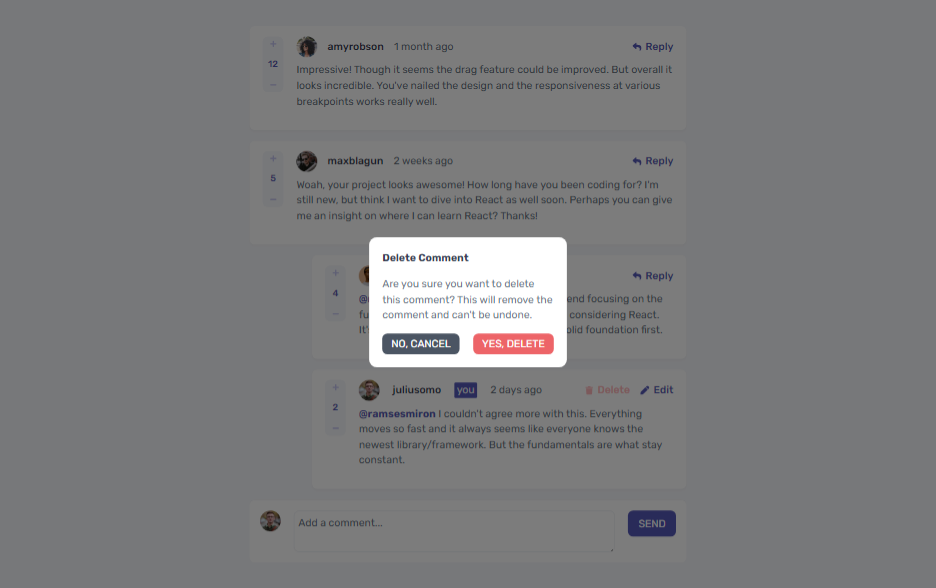 +
12
−
amyrobson 1 month ago
Reply
Impressive! Though it seems the drag feature could be improved. But overall it
looks incredible. You've nailed the design and the responsiveness at various
breakpoints works really well.
+
5
−
maxblagun 2 weeks ago
Reply
Woah, your project looks awesome! How long have you been coding for? I'm
still new, but think I want to dive into React as well soon. Perhaps you can give
me an insight on where I can learn React? Thanks!
+
4
−
Reply
end focusing on the
considering React.
It's
olid foundation first.
Delete Comment
Are you sure you want to delete
this comment? This will remove the
comment and can't be undone.
NO, CANCEL YES, DELETE
+
2
−
juliusomo you 2 days ago
Delete Edit
@ramsesmiron I couldn't agree more with this. Everything
moves so fast and it always seems like everyone knows the
newest library/framework. But the fundamentals are what stay
constant.
Add a comment...
SEND